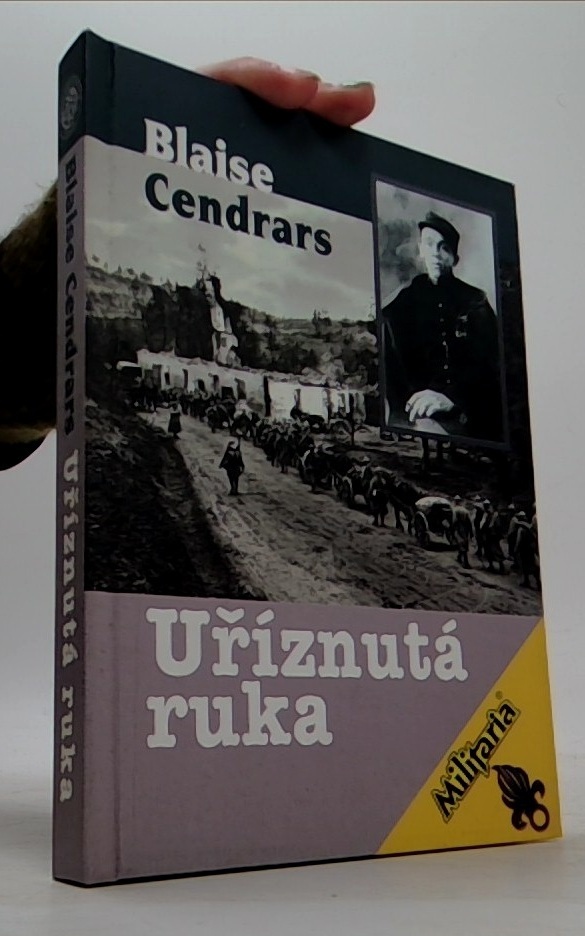 Blaise
Cendrars
Uříznutá
ruka
Militaria®
Blaise Cendrars Uříznutá ruka